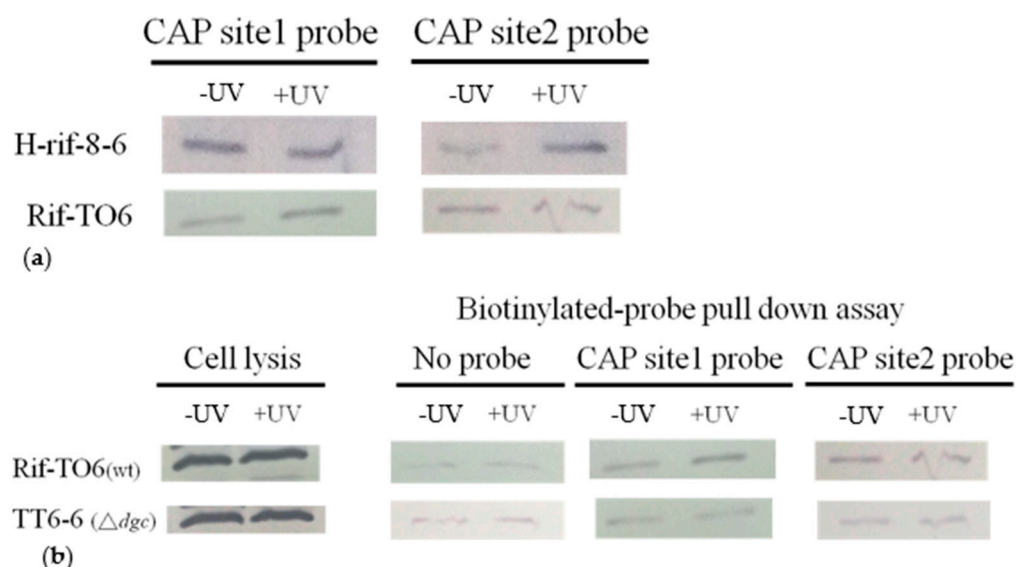 CAP site1 probe CAP site2 probe
-UV +UV -UV +UV
H-rif-8-6
Rif-TO6
(a)
Biotinylated-probe pull down assay
Cell lysis No probe CAP site1 probe CAP site2 probe
-UV +UV -UV +UV -UV +UV -UV +UV
Rif-TO6(wt)
TT6-6 (△dgc)
(b)